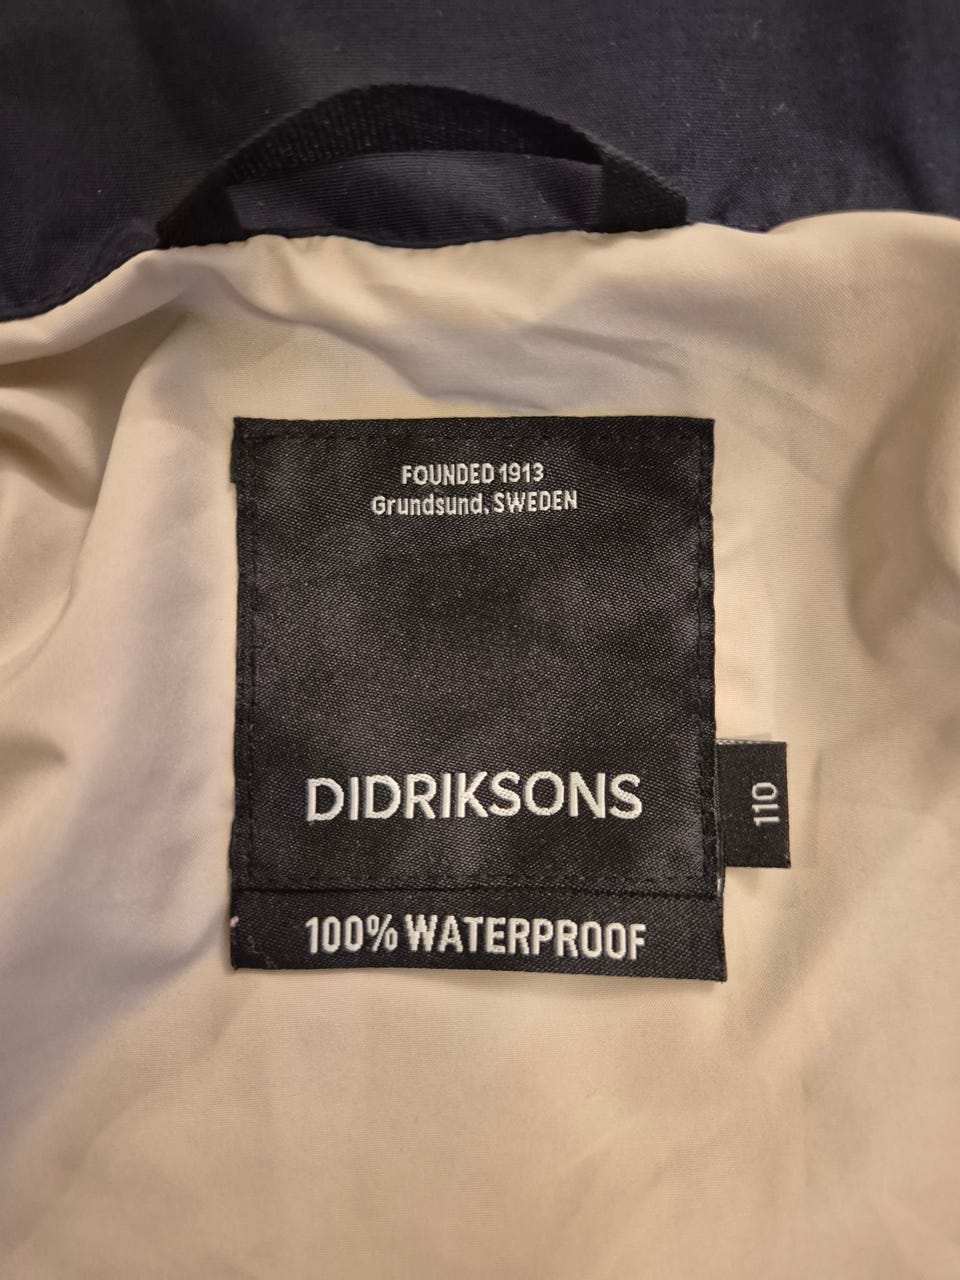 FOUNDED 1913
Grundsund, SWEDEN
DIDRIKSONS
110
100% WATERPROOF